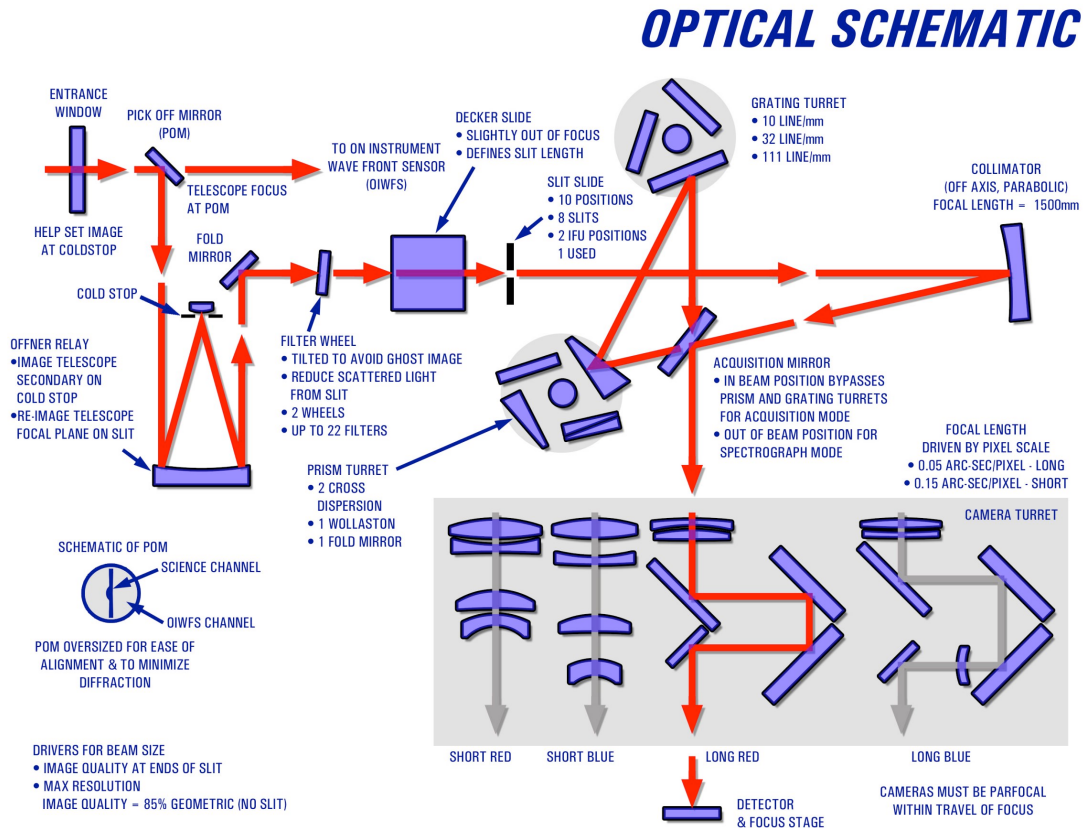 OPTICAL SCHEMATIC
ENTRANCE
WINDOW
PICK OFF MIRROR
(POM)
TELESCOPE FOCUS
AT POM
HELP SET IMAGE
AT COLDSTOP
TO ON INSTRUMENT
WAVE FRONT SENSOR
(OIWFS)
DECKER SLIDE
• SLIGHTLY OUT OF FOCUS
• DEFINES SLIT LENGTH
SLIT SLIDE
• 10 POSITIONS
• 8 SLITS
• 2 IFU POSITIONS
1 USED
GRATING TURRET
• 10 LINE/mm
• 32 LINE/mm
• 111 LINE/mm
COLLIMATOR
(OFF AXIS, PARABOLIC)
FOCAL LENGTH = 1500mm
FOLD
MIRROR
COLD STOP
OFFNER RELAY
•IMAGE TELESCOPE
SECONDARY ON
COLD STOP
•RE-IMAGE TELESCOPE
FOCAL PLANE ON SLIT
FILTER WHEEL
• TILTED TO AVOID GHOST IMAGE
• REDUCE SCATTERED LIGHT
FROM SLIT
• 2 WHEELS
• UP TO 22 FILTERS
PRISM TURRET
• 2 CROSS
DISPERSION
• 1 WOLLASTON
• 1 FOLD MIRROR
ACQUISITION MIRROR
• IN BEAM POSITION BYPASSES
PRISM AND GRATING TURRETS
FOR ACQUISITION MODE
• OUT OF BEAM POSITION FOR
SPECTROGRAPH MODE
FOCAL LENGTH
DRIVEN BY PIXEL SCALE
• 0.05 ARC-SEC/PIXEL - LONG
• 0.15 ARC-SEC/PIXEL - SHORT
CAMERA TURRET
SCHEMATIC OF POM
SCIENCE CHANNEL
OIWFS CHANNEL
POM OVERSIZED FOR EASE OF
ALIGNMENT & TO MINIMIZE
DIFFRACTION
DRIVERS FOR BEAM SIZE
• IMAGE QUALITY AT ENDS OF SLIT
• MAX RESOLUTION
IMAGE QUALITY = 85% GEOMETRIC (NO SLIT)
SHORT RED
SHORT BLUE
LONG RED
LONG BLUE
DETECTOR
& FOCUS STAGE
CAMERAS MUST BE PARFOCAL
WITHIN TRAVEL OF FOCUS